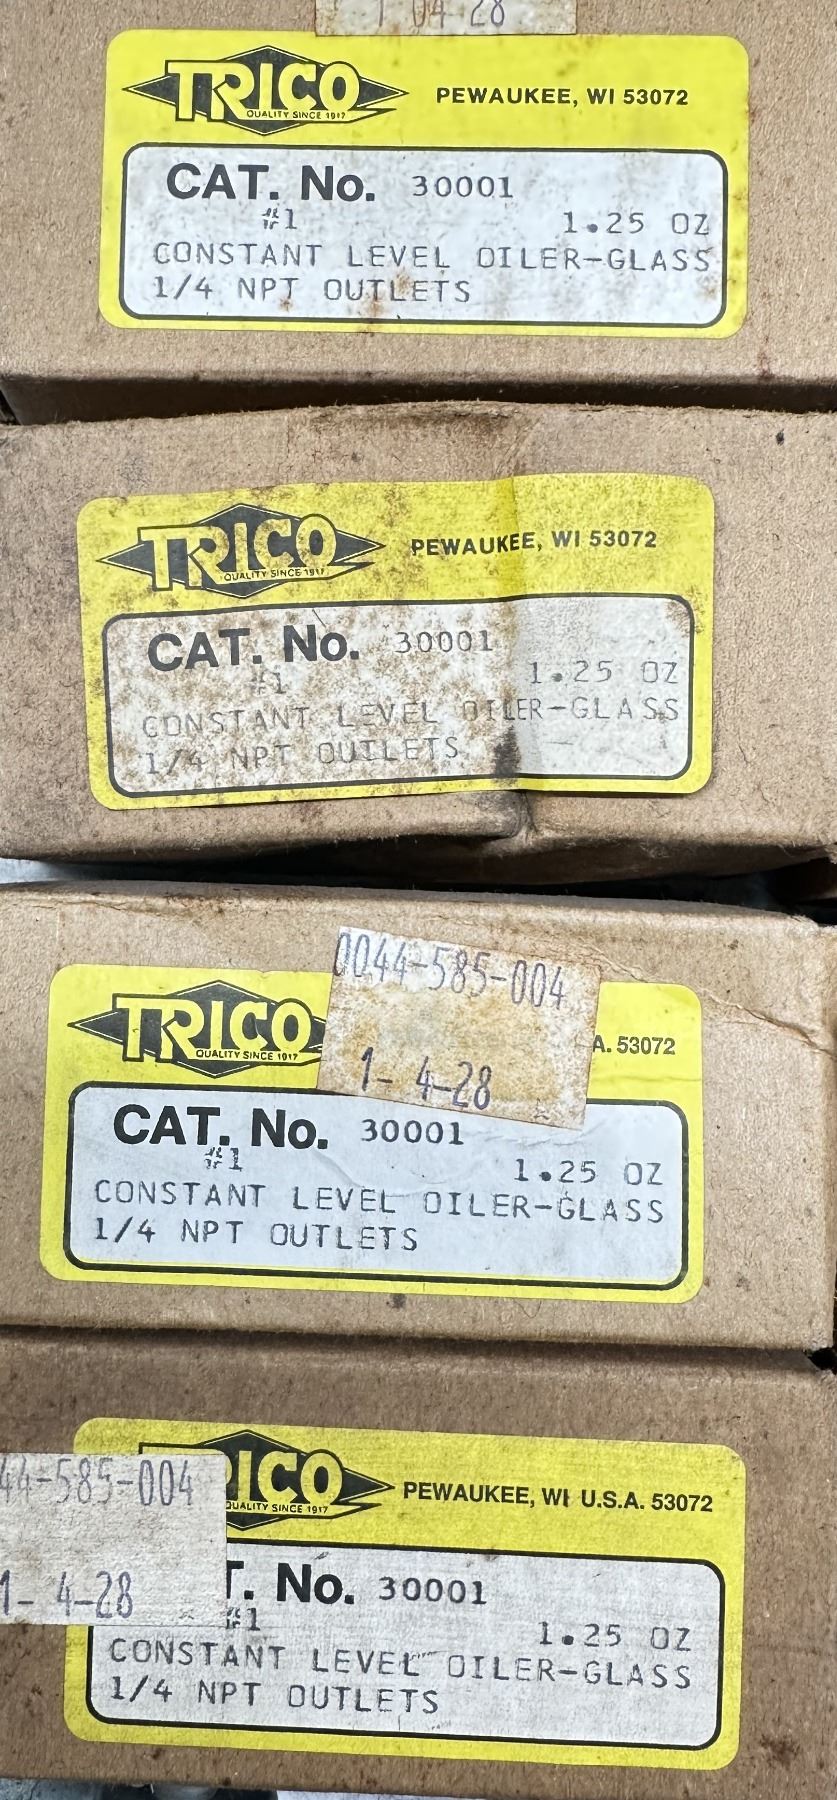 1 04 28
TRICO
QUALITY SINCE 1917
PEWAUKEE, WI 53072
CAT. No. 30001
#1 1.25 OZ
CONSTANT LEVEL OILER-GLASS
1/4 NPT OUTLETS
TRICO
QUALITY SINCE 1917
PEWAUKEE, WI 53072
CAT. No. 30001
#1 1.25 OZ
CONSTANT LEVEL OILER-GLASS
1/4 NPT OUTLETS
0044-585-004
1- 4-28
TRICO
QUALITY SINCE 1917
A. 53072
CAT. No. 30001
#1 1.25 OZ
CONSTANT LEVEL OILER-GLASS
1/4 NPT OUTLETS
44-585-004
1- 4-28
ICO
QUALITY SINCE 1917
PEWAUKEE, WI U.S.A. 53072
T. No. 30001
#1 1.25 OZ
CONSTANT LEVEL OILER-GLASS
1/4 NPT OUTLETS